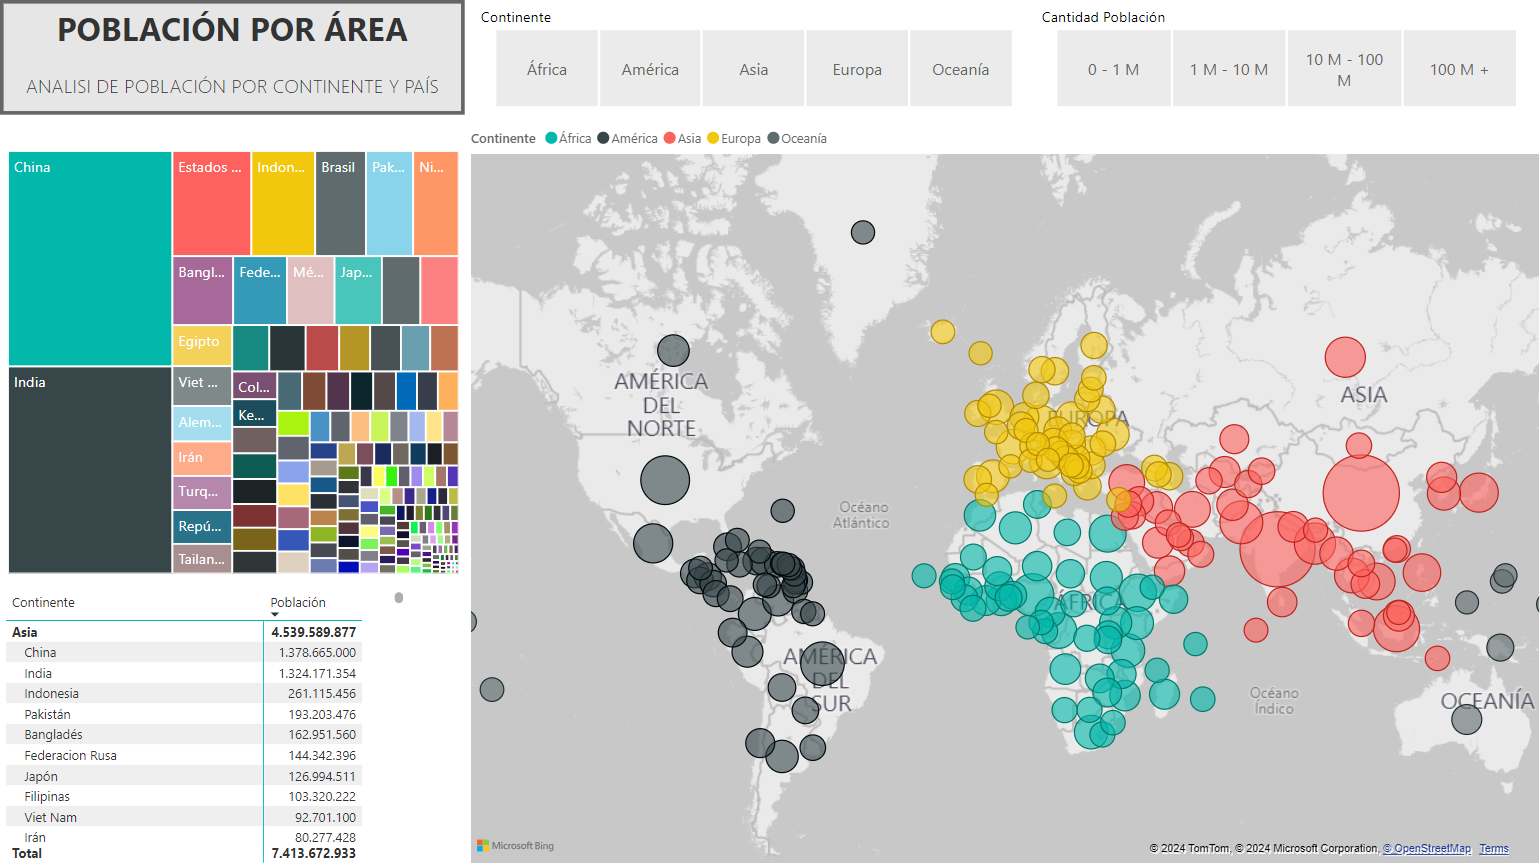 POBLACIÓN POR ÁREA
ANALISI DE POBLACIÓN POR CONTINENTE Y PAÍS
Continente
África
América
Asia
Europa
Oceanía
Cantidad Población
0 - 1 M
1 M - 10 M
10 M - 100
M
100 M +
Continente África América Asia Europa Oceanía
China
Estados ...
Indon...
Brasil
Pak...
Ni...
Bangl...
Fede...
Mé...
Jap...
Egipto
India
Viet ...
Col...
Ke...
Alem...
Irán
Turq...
Repú...
Tailan...
AMÉRICA
DEL
NORTE
EUROPA
ASIA
Océano
Atlántico
ÁFRICA
AMÉRICA
DEL
SUR
Océano
Índico
OCEANÍA
Continente Población
Asia 4.539.589.877
China 1.378.665.000
India 1.324.171.354
Indonesia 261.115.456
Pakistán 193.203.476
Bangladés 162.951.560
Federacion Rusa 144.342.396
Japón 126.994.511
Filipinas 103.320.222
Viet Nam 92.701.100
Irán 80.277.428
Total 7.413.672.933
Microsoft Bing
© 2024 TomTom, © 2024 Microsoft Corporation, © OpenStreetMap Terms